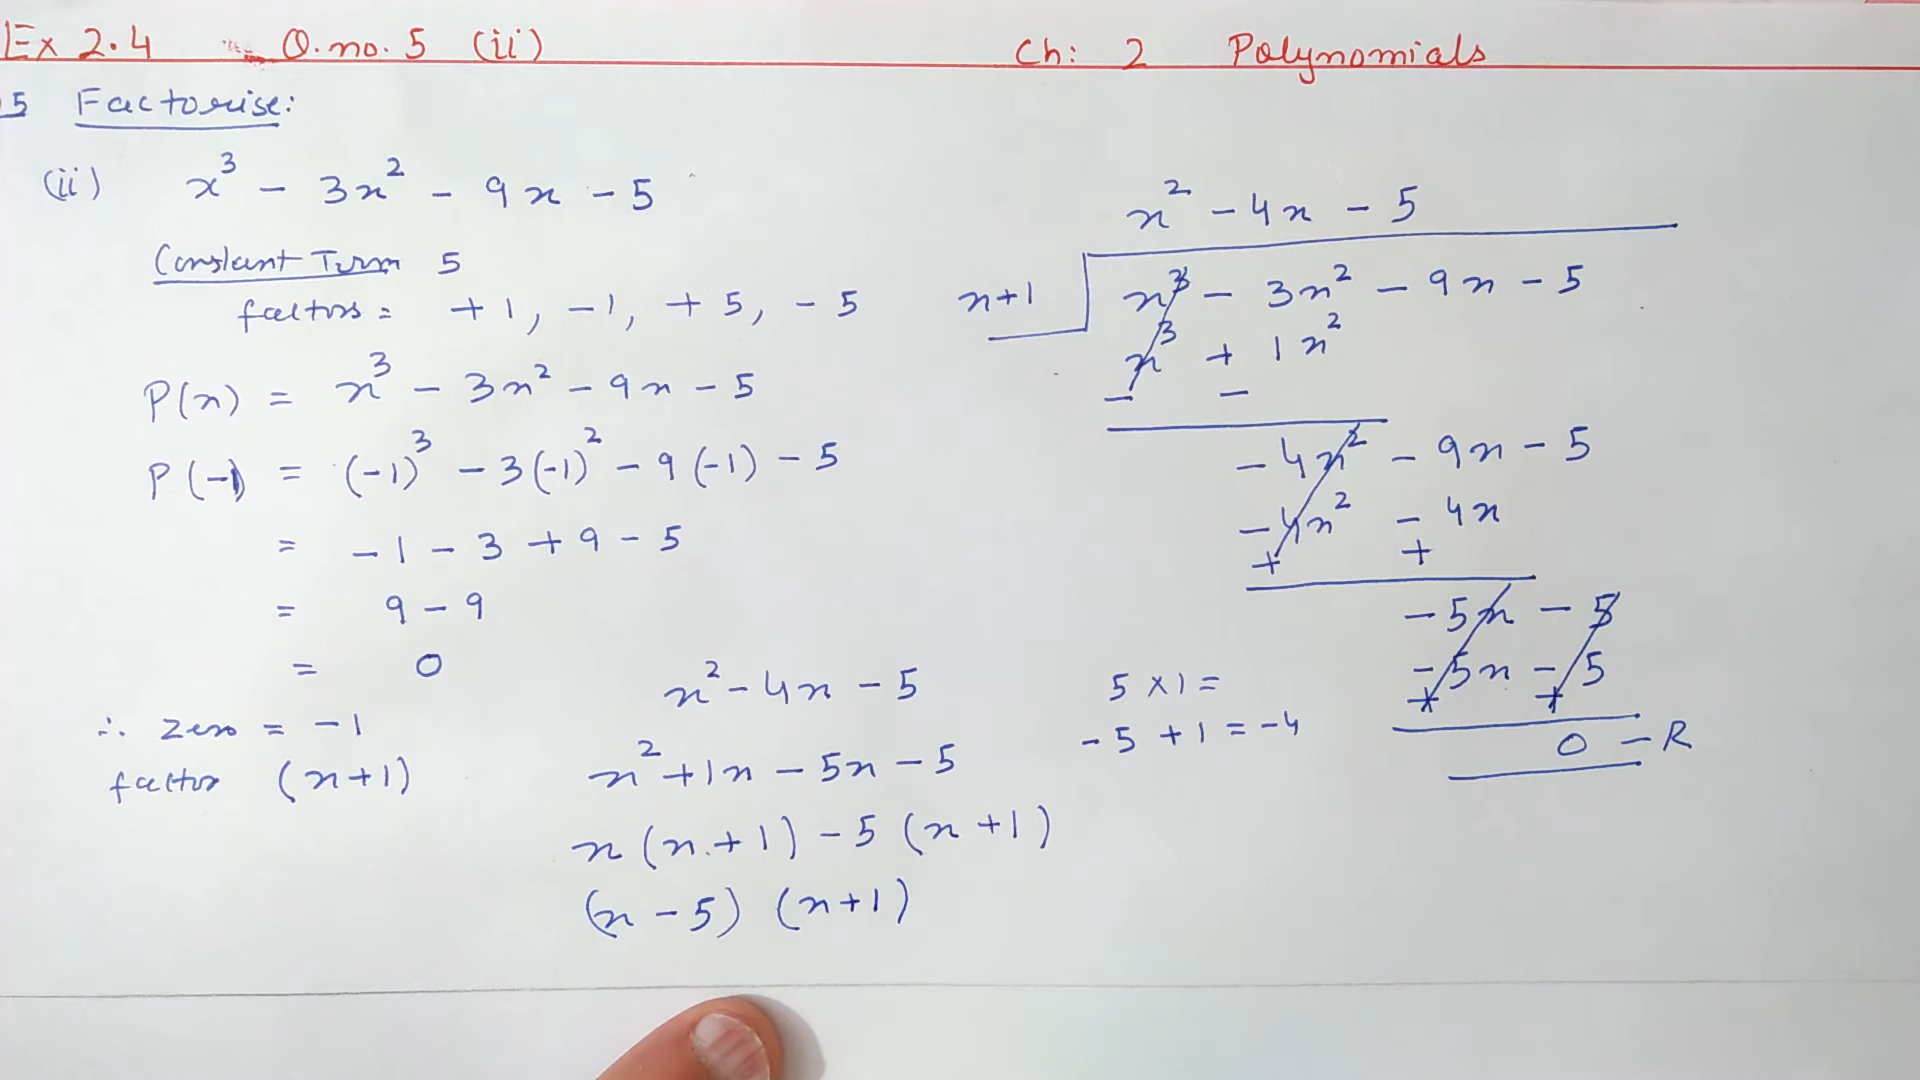 Ex 2.4 Q.no. 5 (ii) Ch: 2 Polynomials
5 Factorise:
(ii) x³ - 3x² - 9x - 5
Constant Term 5
factors = +1, -1, +5, -5
P(x) = x³ - 3x² - 9x - 5
P(-1) = (-1)³ - 3(-1)² - 9(-1) - 5
= -1 - 3 + 9 - 5
= 9 - 9
= 0
∴ zero = -1
factor (x+1)
x² - 4x - 5
x² + 1x - 5x - 5
x(x+1) - 5(x+1)
(x - 5) (x+1)
5 × 1 =
-5 + 1 = -4
x² - 4x - 5
x+1 x³ - 3x² - 9x - 5
x³ + 1x²
- -
-4x² - 9x - 5
-4x² - 4x
+ +
-5x - 5
-5x - 5
+ +
0 - R